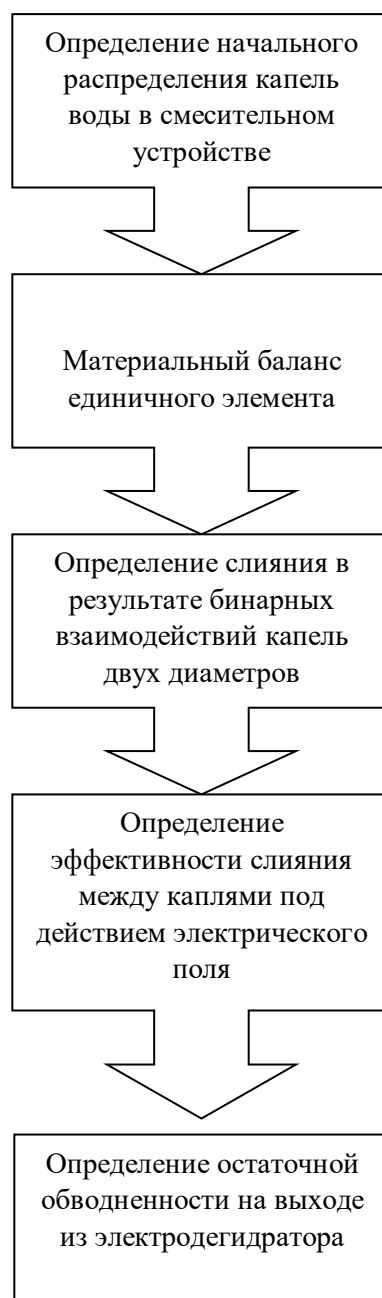 Определение начального
распределения капель
воды в смесительном
устройстве
Материальный баланс
единичного элемента
Определение слияния в
результате бинарных
взаимодействий капель
двух диаметров
Определение
эффективности слияния
между каплями под
действием электрического
поля
Определение остаточной
обводненности на выходе
из электродегидратора